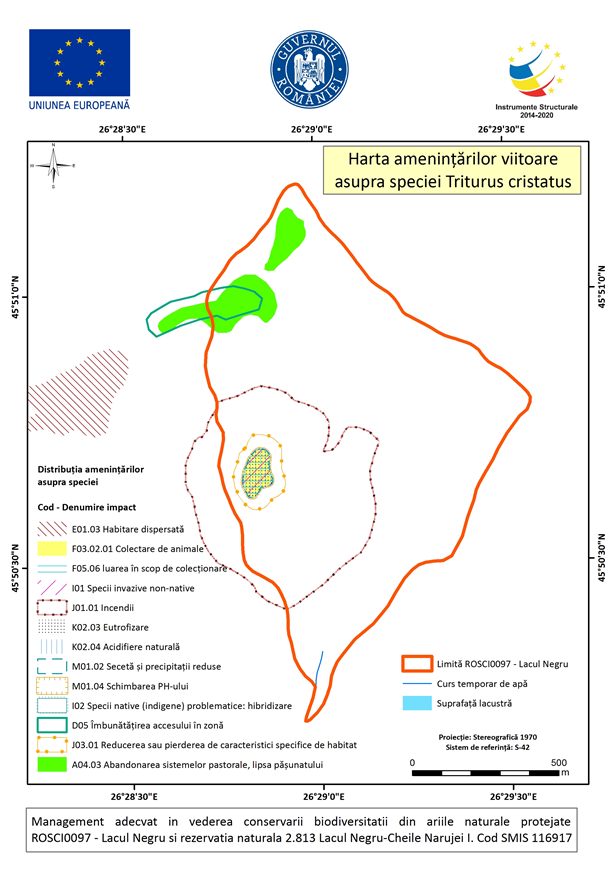 UNIUNEA EUROPEANĂ
GUVERNUL ROMÂNIEI
Instrumente Structurale
2014-2020
26°28'30"E
26°29'0"E
26°29'30"E
N
Harta amenințărilor viitoare
asupra speciei Triturus cristatus
45°51'0"N
45°51'0"N
45°50'30"N
45°50'30"N
Distribuția amenințărilor
asupra speciei
Cod - Denumire impact
E01.03 Habitare dispersată
F03.02.01 Colectare de animale
F05.06 luarea în scop de colecționare
I01 Specii invazive non-native
J01.01 Incendii
K02.03 Eutrofizare
K02.04 Acidifiere naturală
M01.02 Secetă și precipitații reduse
M01.04 Schimbarea PH-ului
I02 Specii native (indigene) problematice: hibridizare
D05 Îmbunătățirea accesului în zonă
J03.01 Reducerea sau pierderea de caracteristici specifice de habitat
A04.03 Abandonarea sistemelor pastorale, lipsa pășunatului
Limită ROSCI0097 - Lacul Negru
Curs temporar de apă
Suprafață lacustră
Proiecție: Stereografică 1970
Sistem de referință: S-42
0
500
m
26°28'30"E
26°29'0"E
26°29'30"E
Management adecvat in vederea conservarii biodiversitatii din ariile naturale protejate
ROSCI0097 - Lacul Negru si rezervatia naturala 2.813 Lacul Negru-Cheile Narujei I. Cod SMIS 116917